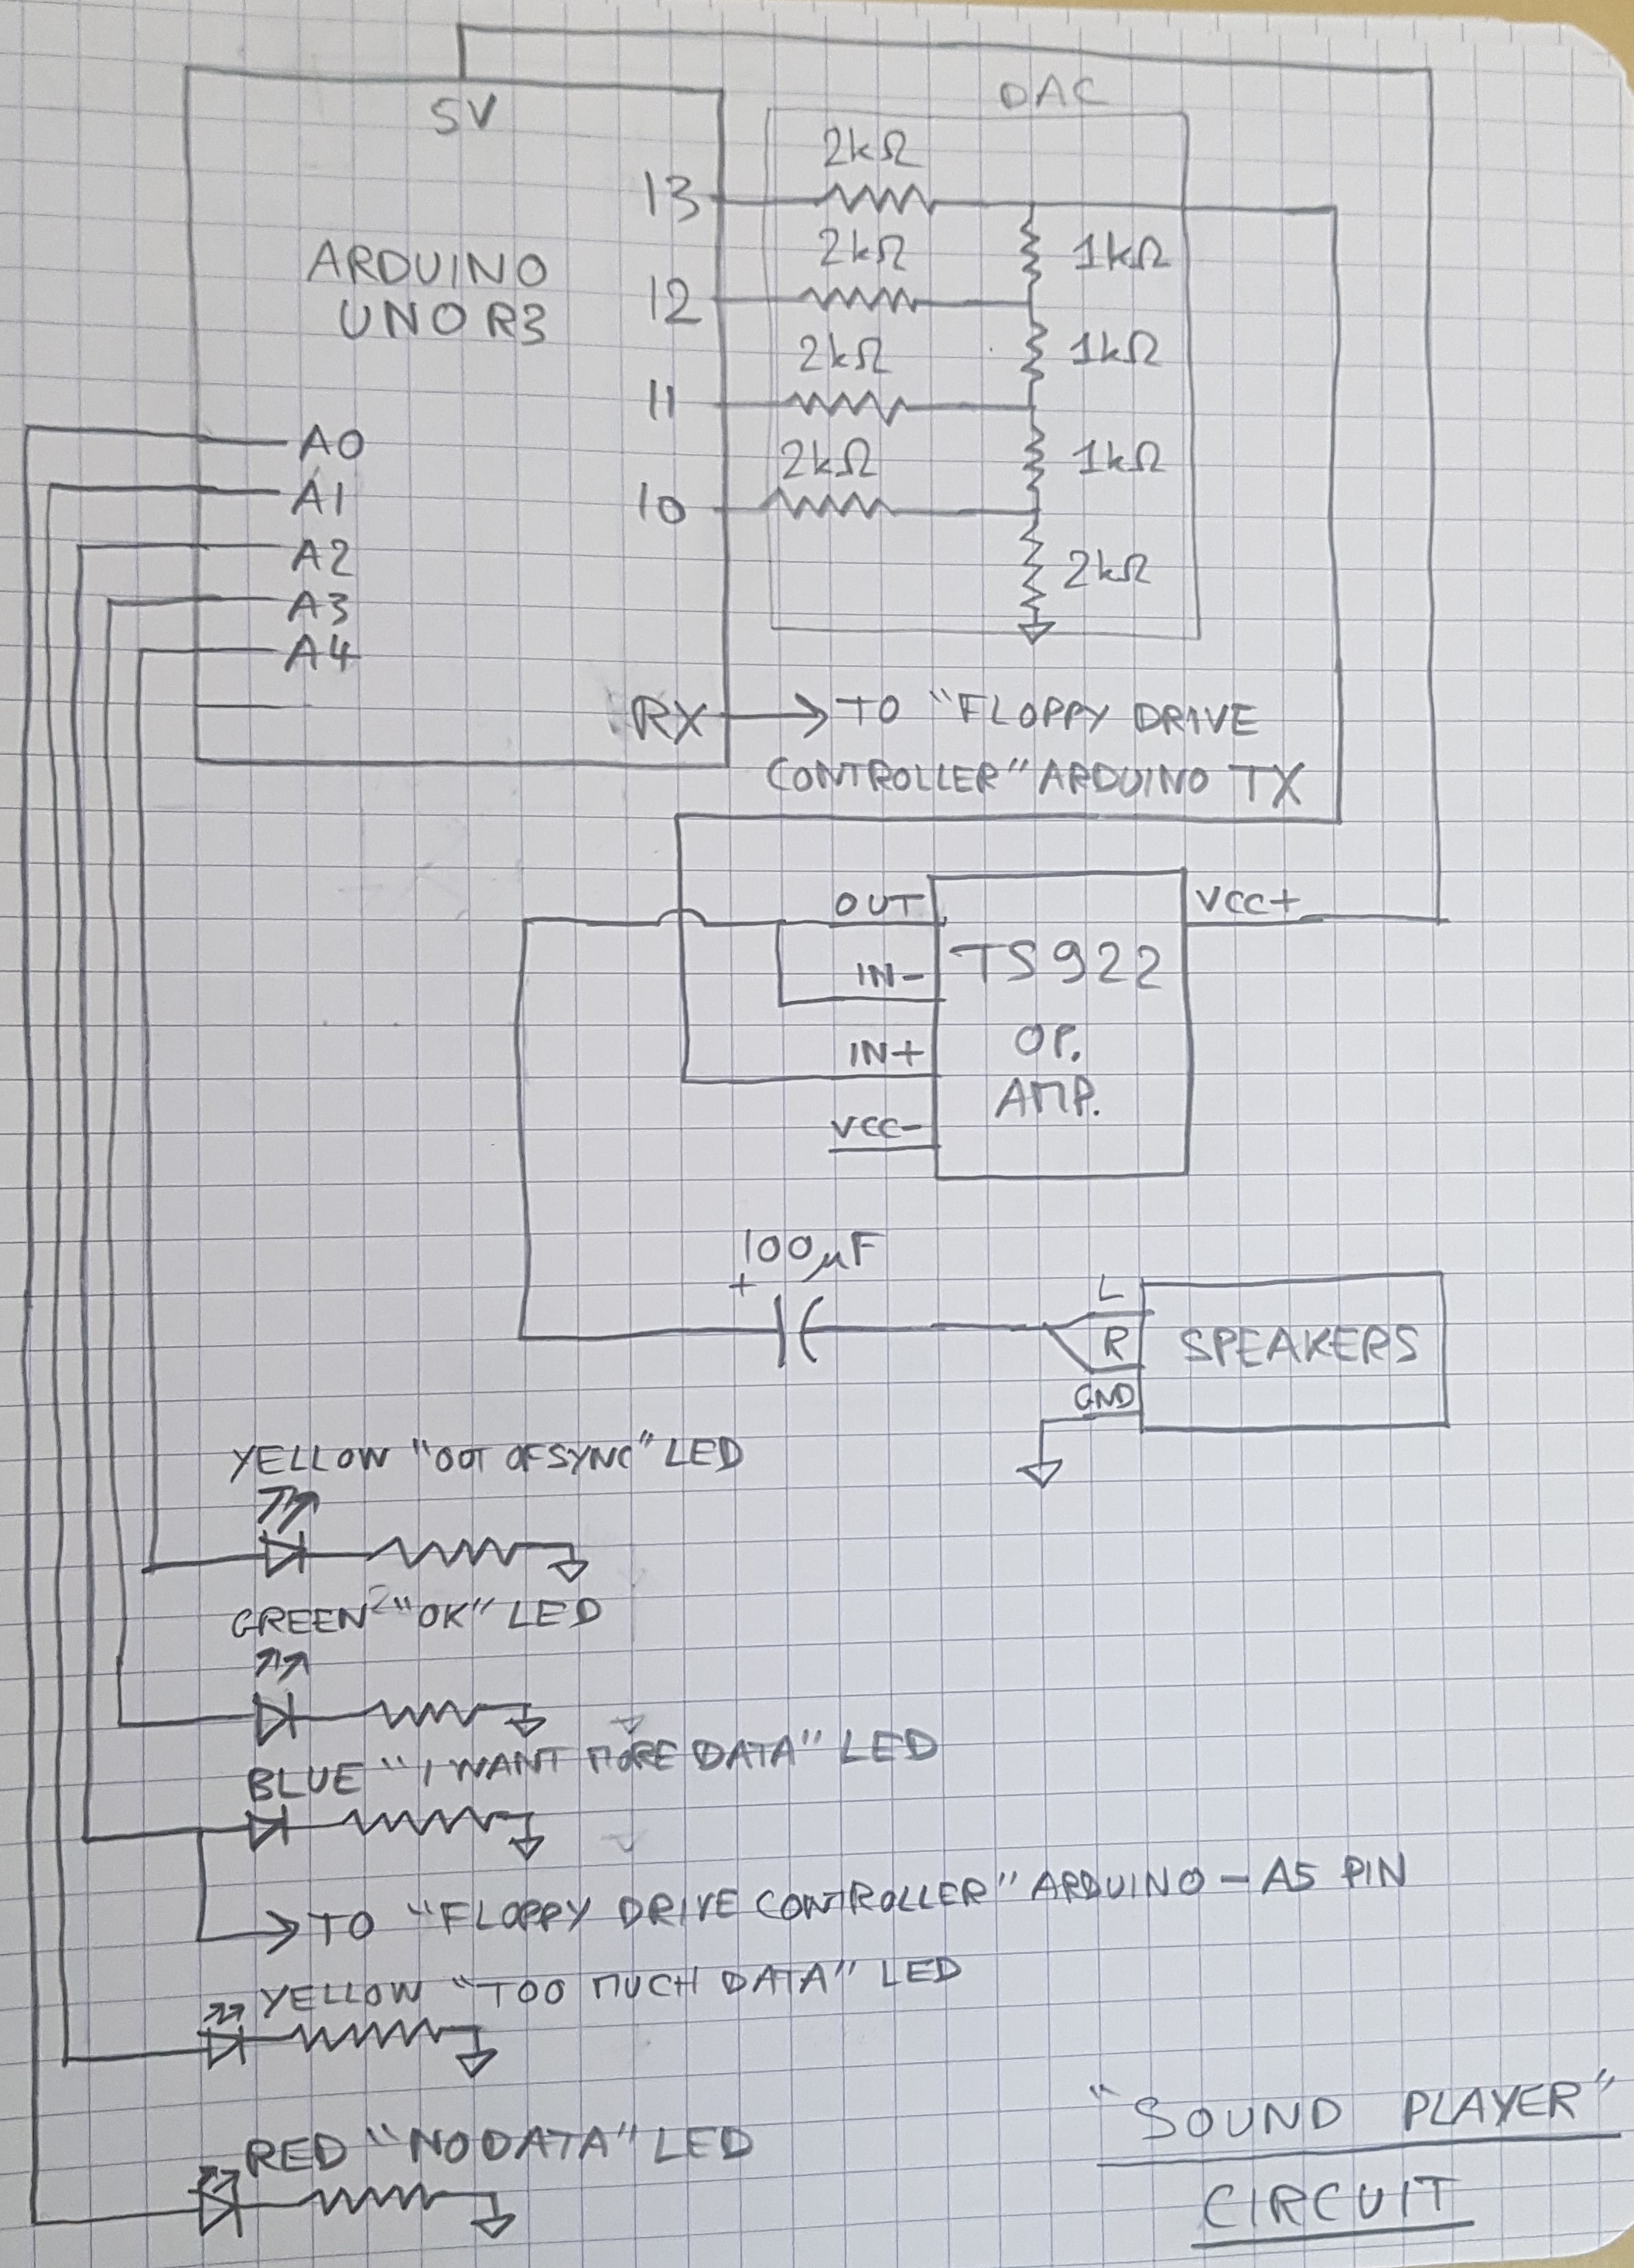 5V
DAC
2kΩ
13
2kΩ
1kΩ
ARDUINO
UNO R3
12
2kΩ
1kΩ
11
A0
2kΩ
1kΩ
A1
10
A2
2kΩ
A3
A4
RX
TO "FLOPPY DRIVE
CONTROLLER" ARDUINO TX
OUT
VCC+
IN-
TS922
IN+
OP.
AMP.
VCC-
100μF
+
L
R
SPEAKERS
GND
YELLOW "OUT OF SYNC" LED
GREEN "OK" LED
BLUE "I WANT MORE DATA" LED
TO "FLOPPY DRIVE CONTROLLER" ARDUINO - A5 PIN
YELLOW "TOO MUCH DATA" LED
RED "NO DATA" LED
"SOUND PLAYER"
CIRCUIT